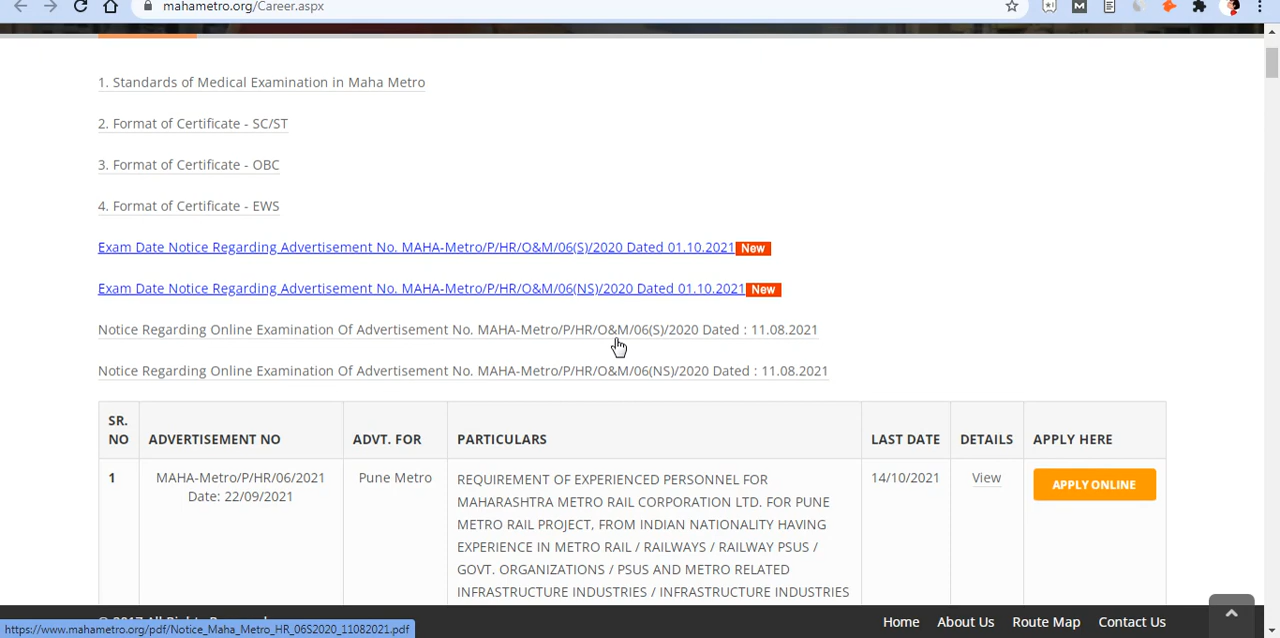 mahametro.org/Career.aspx
1. Standards of Medical Examination in Maha Metro
2. Format of Certificate - SC/ST
3. Format of Certificate - OBC
4. Format of Certificate - EWS
Exam Date Notice Regarding Advertisement No. MAHA-Metro/P/HR/O&M/06(S)/2020 Dated 01.10.2021 New
Exam Date Notice Regarding Advertisement No. MAHA-Metro/P/HR/O&M/06(NS)/2020 Dated 01.10.2021 New
Notice Regarding Online Examination Of Advertisement No. MAHA-Metro/P/HR/O&M/06(S)/2020 Dated : 11.08.2021
Notice Regarding Online Examination Of Advertisement No. MAHA-Metro/P/HR/O&M/06(NS)/2020 Dated : 11.08.2021
SR. NO ADVERTISEMENT NO ADVT. FOR PARTICULARS LAST DATE DETAILS APPLY HERE
1 MAHA-Metro/P/HR/06/2021 Pune Metro REQUIREMENT OF EXPERIENCED PERSONNEL FOR 14/10/2021 View APPLY ONLINE
Date: 22/09/2021 MAHARASHTRA METRO RAIL CORPORATION LTD. FOR PUNE
METRO RAIL PROJECT, FROM INDIAN NATIONALITY HAVING
EXPERIENCE IN METRO RAIL / RAILWAYS / RAILWAY PSUS /
GOVT. ORGANIZATIONS / PSUS AND METRO RELATED
INFRASTRUCTURE INDUSTRIES / INFRASTRUCTURE INDUSTRIES
Home About Us Route Map Contact Us
https://www.mahametro.org/pdf/Notice_Maha_Metro_HR_06S2020_11082021.pdf